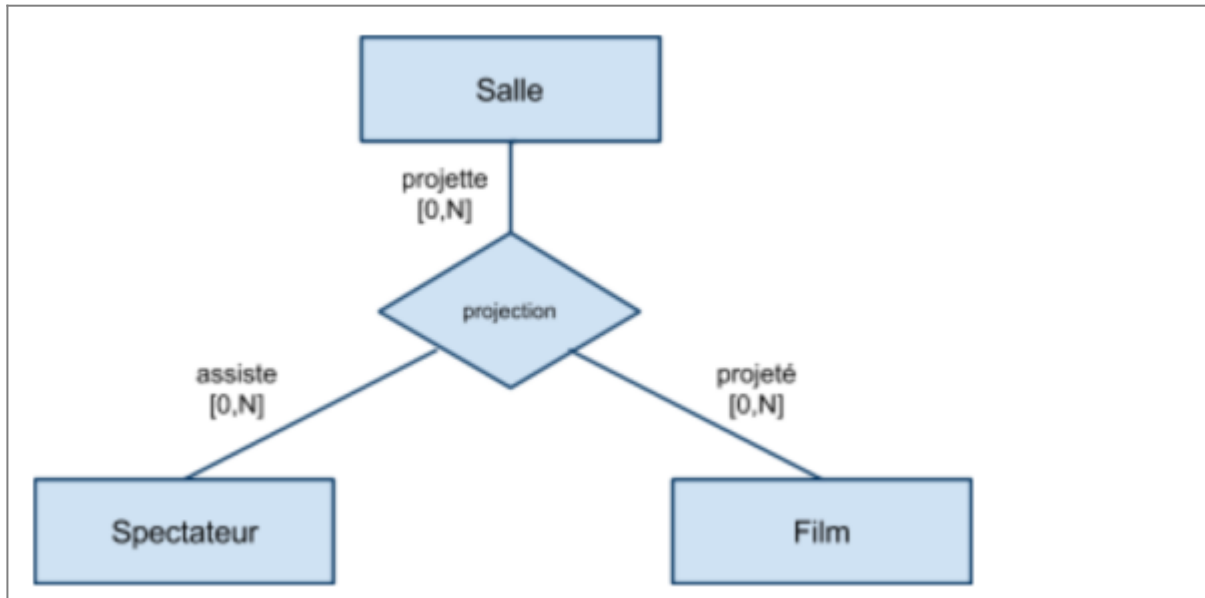 Salle
projette
[0,N]
projection
assiste
[0,N]
projeté
[0,N]
Spectateur
Film